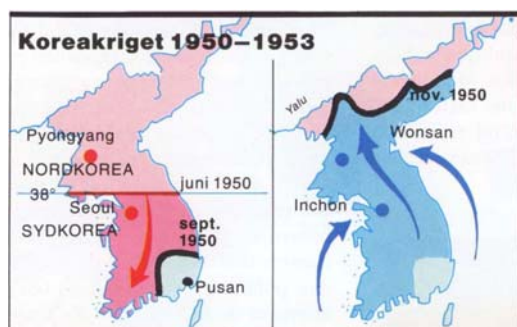 Koreakriget 1950–1953
Pyongyang
NORDKOREA
38°
juni 1950
Seoul
SYDKOREA
sept.
1950
Pusan
Yalu
nov. 1950
Wonsan
Inchon